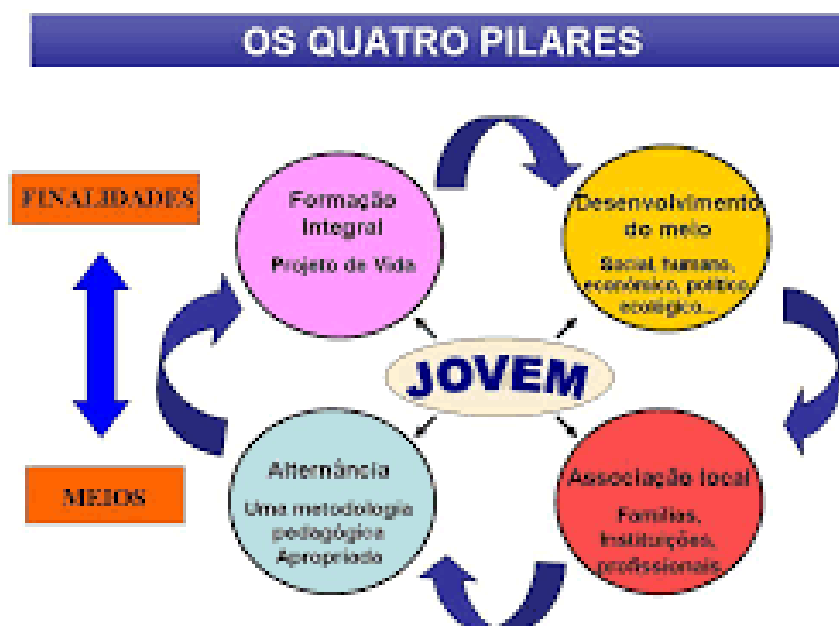 OS QUATRO PILARES
FINALIDADES
Formação
Integral
Projeto de Vida
Desenvolvimento
do meio
Social, humano,
econômico, político
ecológico...
JOVEM
MEIOS
Alternância
Uma metodologia
pedagógica
Apropriada
Associação local
Famílias,
Instituições,
profissionais